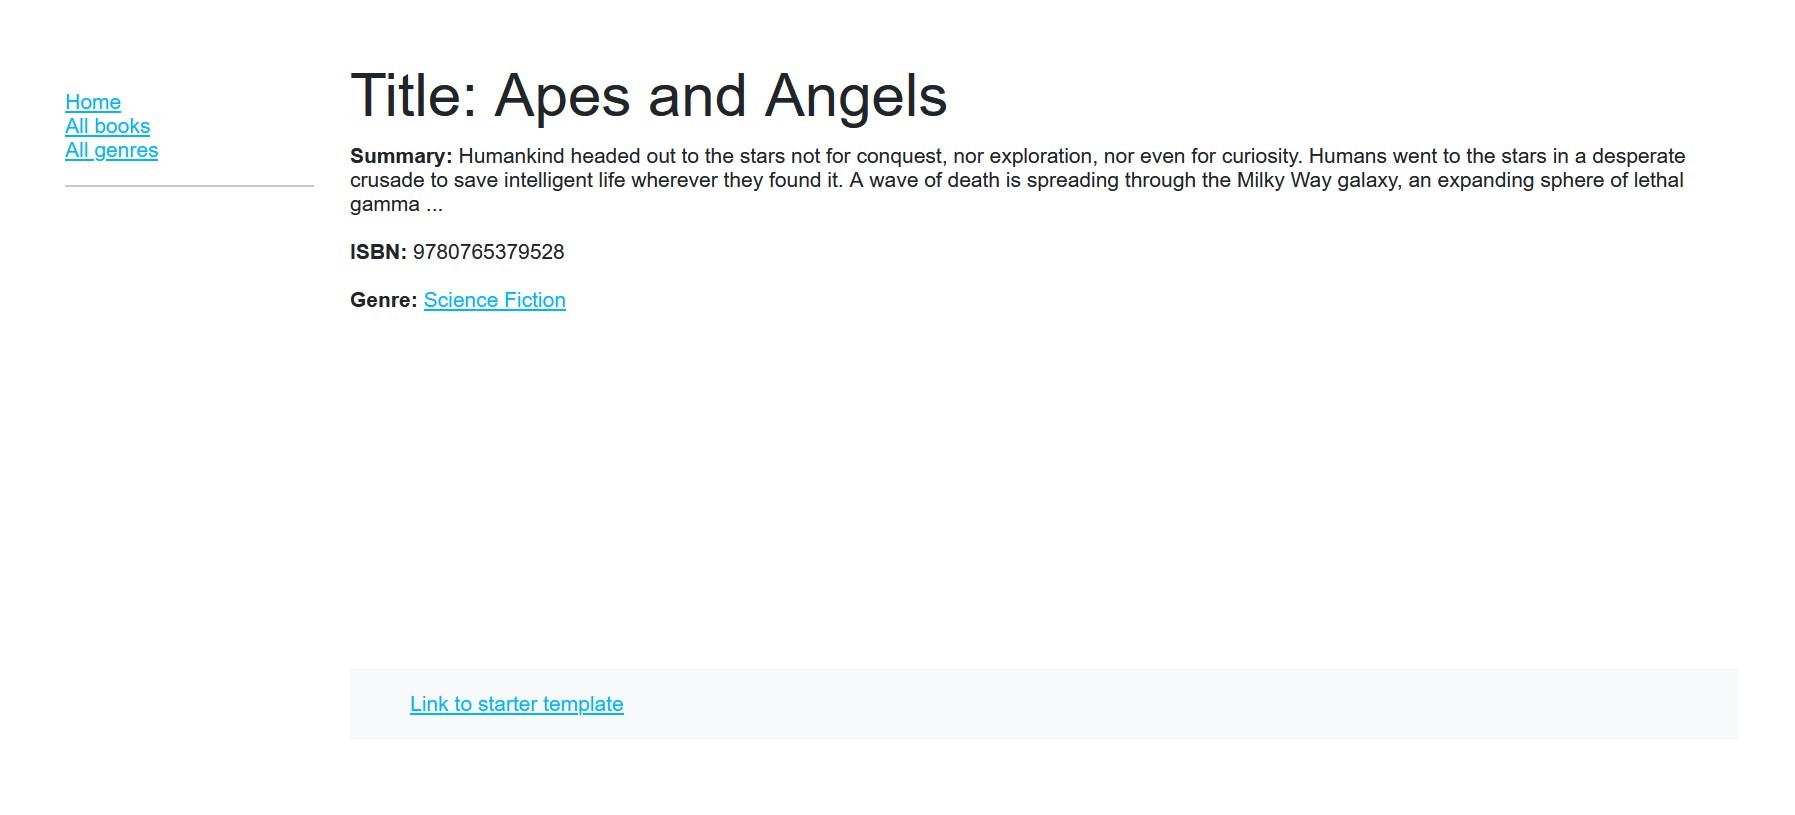 Home
All books
All genres
Title: Apes and Angels
Summary: Humankind headed out to the stars not for conquest, nor exploration, nor even for curiosity. Humans went to the stars in a desperate
crusade to save intelligent life wherever they found it. A wave of death is spreading through the Milky Way galaxy, an expanding sphere of lethal
gamma ...
ISBN: 9780765379528
Genre: Science Fiction
Link to starter template